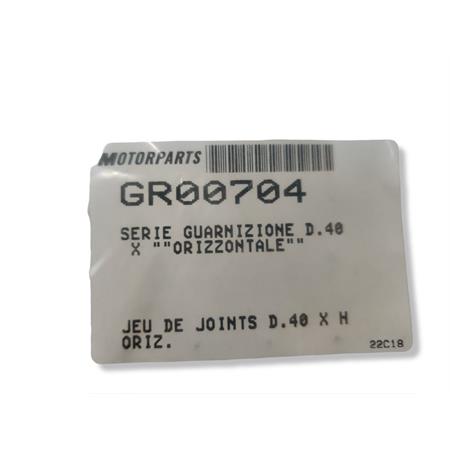 MOTORPARTS
GR00704
SERIE GUARNIZIONE D.40
X ""ORIZZONTALE""
JEU DE JOINTS D.40 X H
ORIZ.
22C18